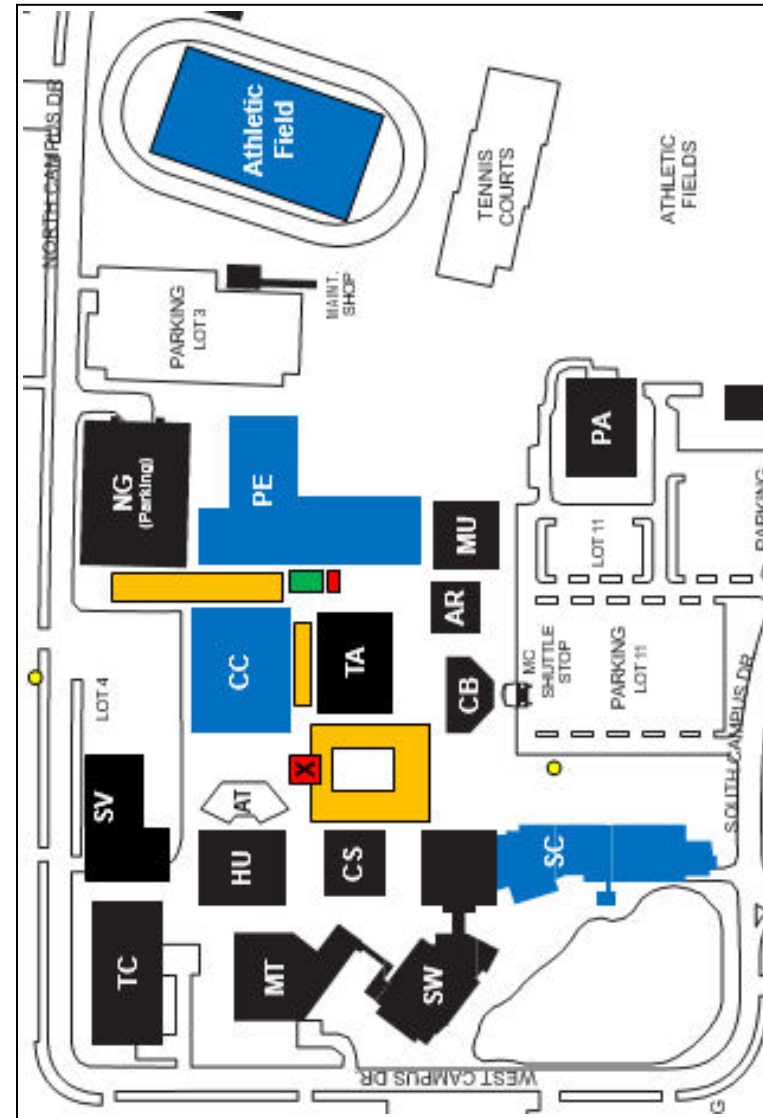 NORTH CAMPUS DR
Athletic
Field
TENNIS
COURTS
ATHLETIC
FIELDS
PARKING
LOT 3
MAINT.
SHOP
NG
(Parking)
PE
PA
MU
LOT 11
PARKING
AR
CC
TA
CB
MC
SHUTTLE
STOP
PARKING
LOT 11
LOT 4
SOUTH CAMPUS DR
X
SV
AT
HU
CS
SC
TC
MT
SW
WEST CAMPUS DR.
G